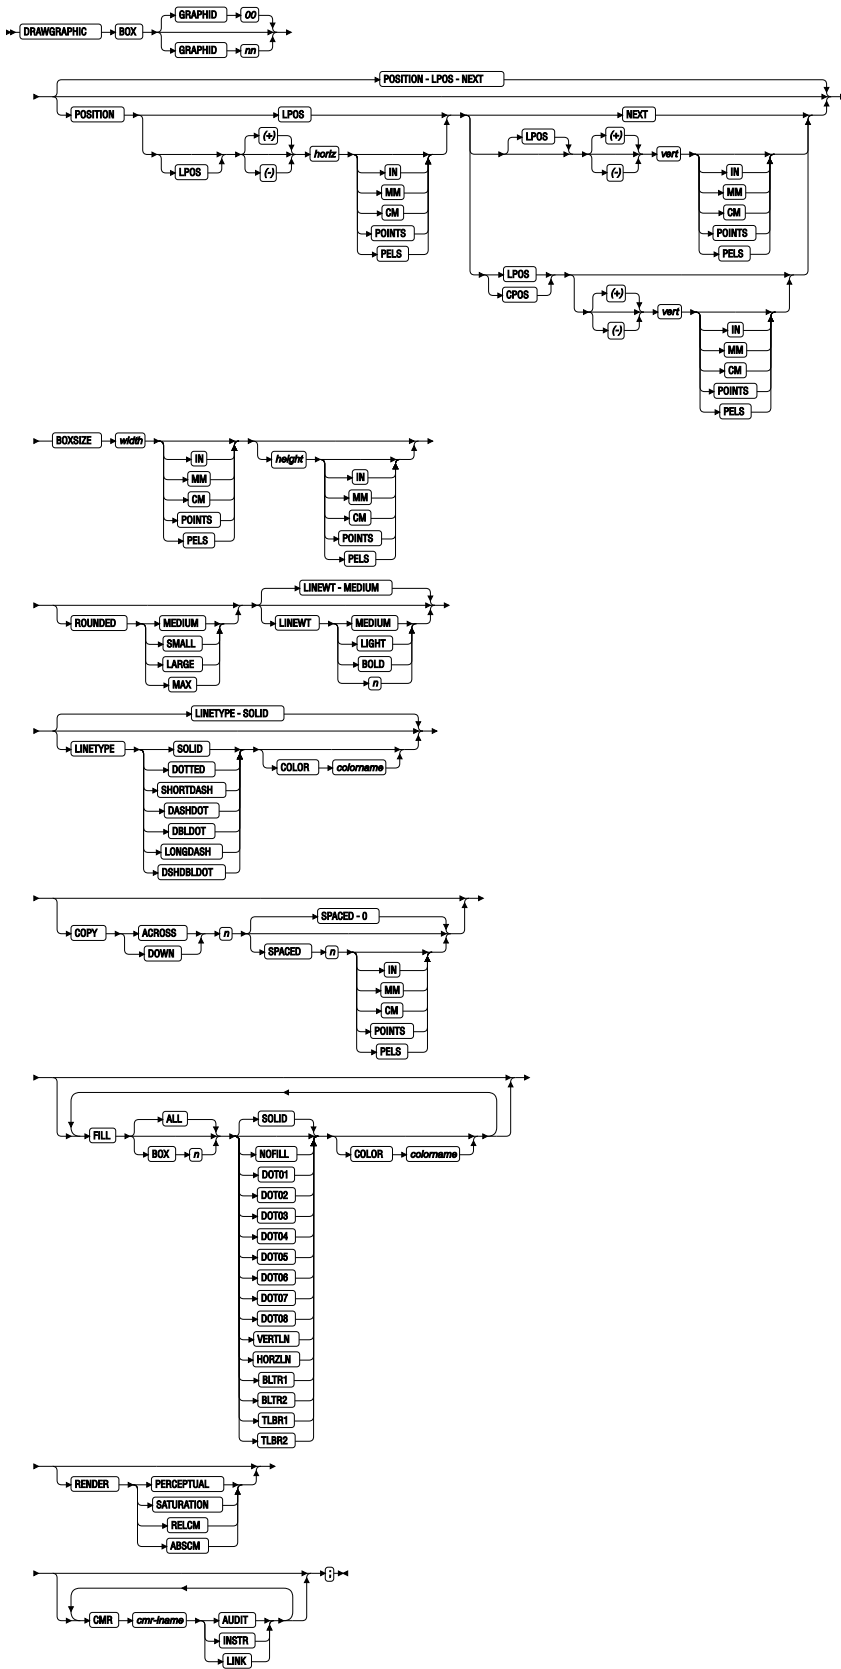 GRAPHID 00
DRAWGRAPHIC BOX
GRAPHID nn
POSITION - LPOS - NEXT
POSITION LPOS NEXT
(+) LPOS (+)
horiz vert
LPOS (-) IN (-) IN
MM MM
CM CM
POINTS POINTS
PELS PELS
LPOS
CPOS (+)
vert
(-) IN
MM
CM
POINTS
PELS
BOXSIZE width
IN height
MM IN
CM MM
POINTS CM
PELS POINTS
PELS
LINEWT - MEDIUM
ROUNDED MEDIUM LINEWT MEDIUM
SMALL LIGHT
LARGE BOLD
MAX n
LINETYPE - SOLID
LINETYPE SOLID
DOTTED COLOR colorname
SHORTDASH
DASHDOT
DBLDOT
LONGDASH
DSHDBLDOT
SPACED - 0
COPY ACROSS n
DOWN SPACED n
IN
MM
CM
POINTS
PELS
ALL SOLID
FILL
BOX n NOFILL COLOR colorname
DOT01
DOT02
DOT03
DOT04
DOT05
DOT06
DOT07
DOT08
VERTLN
HORZLN
BLTR1
BLTR2
TLBR1
TLBR2
RENDER PERCEPTUAL
SATURATION
RELCM
ABSCM
;
CMR cmr-lname AUDIT
INSTR
LINK